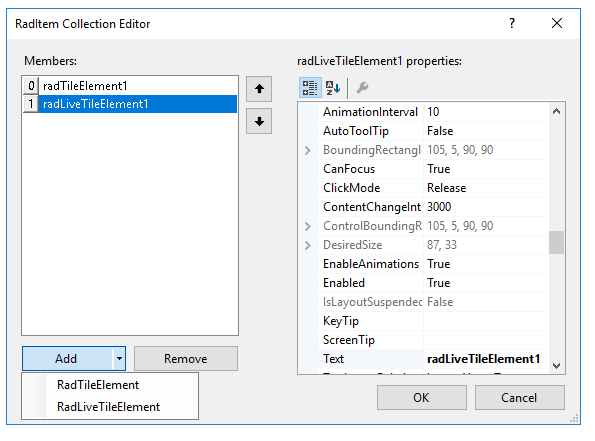 RadItem Collection Editor
? 
Members:
0 radTileElement1
1 radLiveTileElement1
Add
Remove
RadTileElement
RadLiveTileElement
radLiveTileElement1 properties:
AnimationInterval 10
AutoToolTip False
BoundingRectangl 105, 5, 90, 90
CanFocus True
ClickMode Release
ContentChangeInt 3000
ControlBoundingR 105, 5, 90, 90
DesiredSize 87, 33
EnableAnimations True
Enabled True
IsLayoutSuspended False
KeyTip
ScreenTip
Text radLiveTileElement1
OK
Cancel